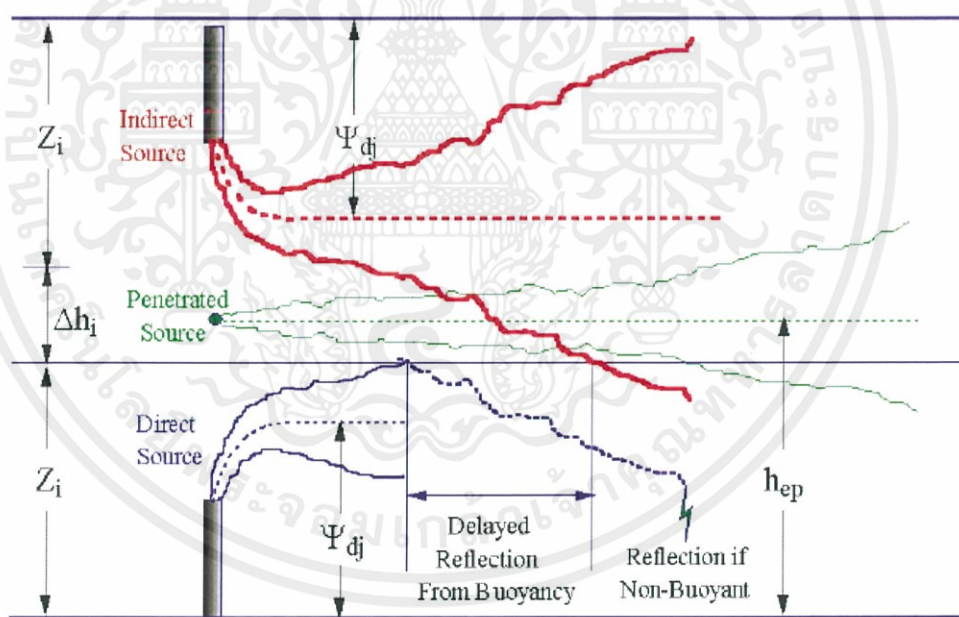 Z_i
Indirect
Source
Ψ_dj
Penetrated
Source
Δh_i
Direct
Source
Z_i
Ψ_dj
Delayed
Reflection
From Buoyancy
Reflection if
Non-Buoyant
h_ep